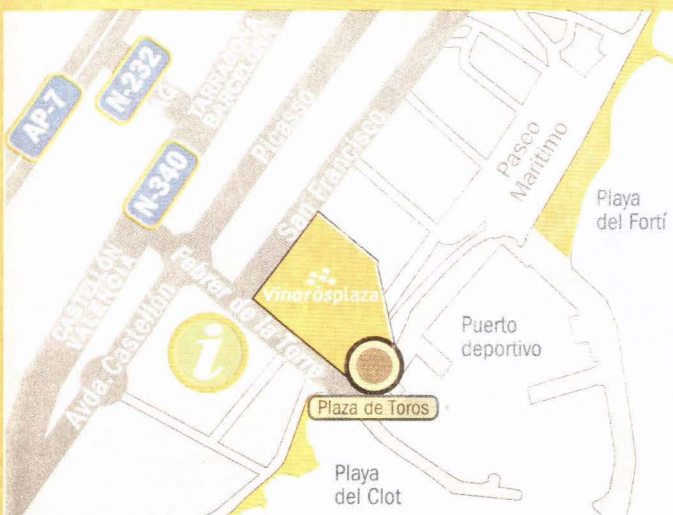 AP-7
N-232
N-340
TARRAGONA
BARCELONA
Picasso
San Francisco
Paseo
Marítimo
Playa
del Fortí
CASTELLÓN
VALENCIA
Avda. Castellón
Febrer de la Torre
vinaròsplaza
i
Puerto
deportivo
Plaza de Toros
Playa
del Clot